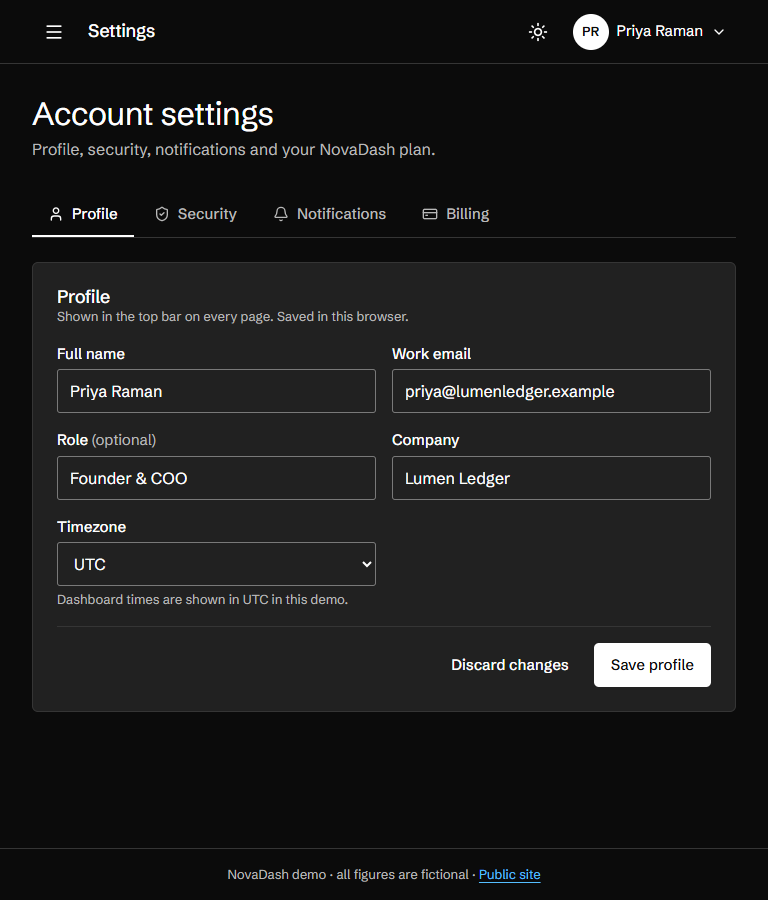 Settings
PR Priya Raman
Account settings
Profile, security, notifications and your NovaDash plan.
Profile Security Notifications Billing
Profile
Shown in the top bar on every page. Saved in this browser.
Full name Work email
Priya Raman priya@lumenledger.example
Role (optional) Company
Founder & COO Lumen Ledger
Timezone
UTC
Dashboard times are shown in UTC in this demo.
Discard changes Save profile
NovaDash demo · all figures are fictional · Public site